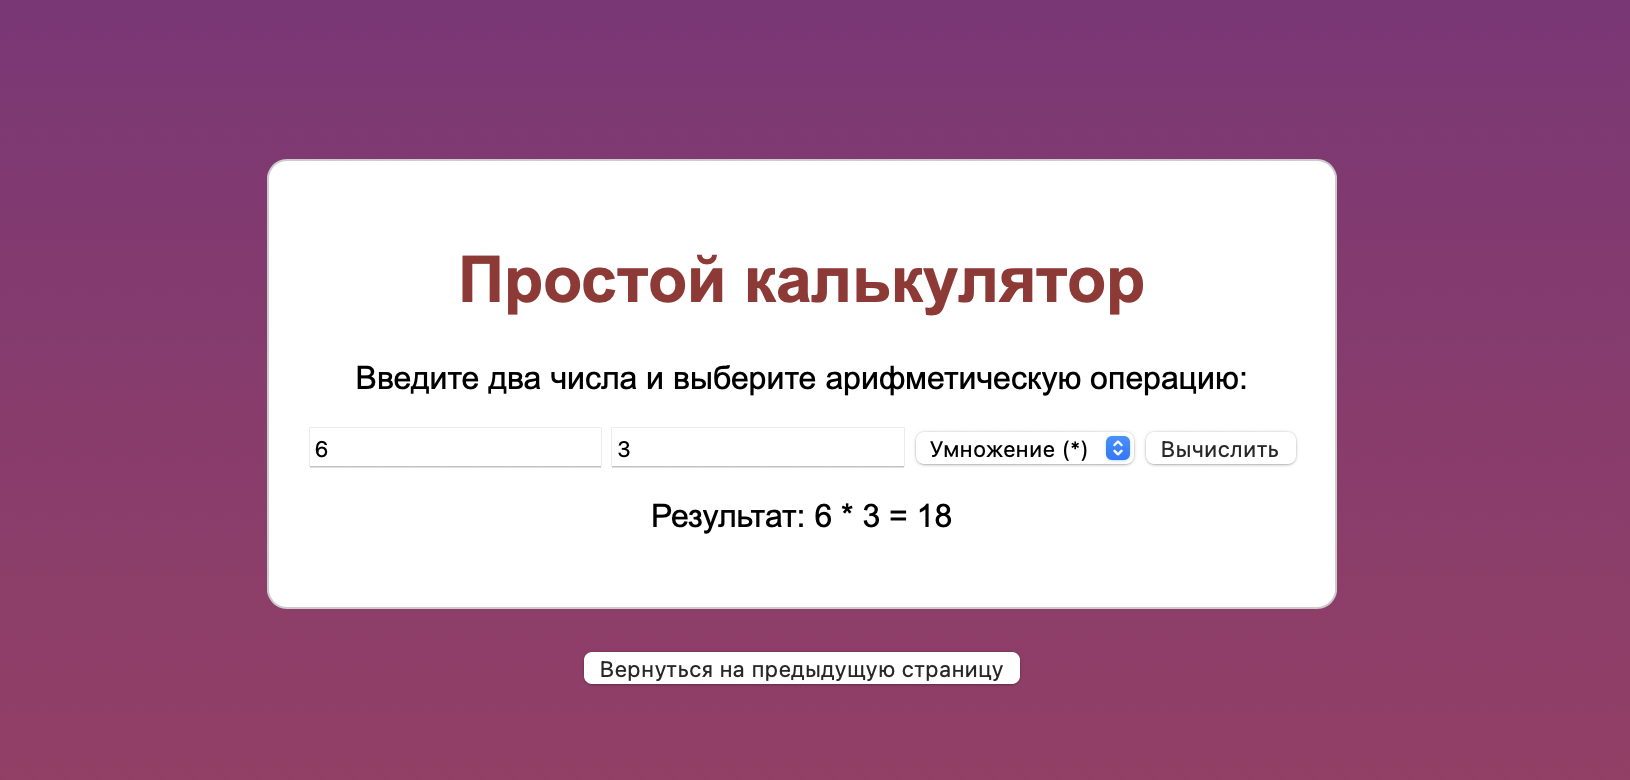 Простой калькулятор
Введите два числа и выберите арифметическую операцию:
6 3 Умножение (*) Вычислить
Результат: 6 * 3 = 18
Вернуться на предыдущую страницу